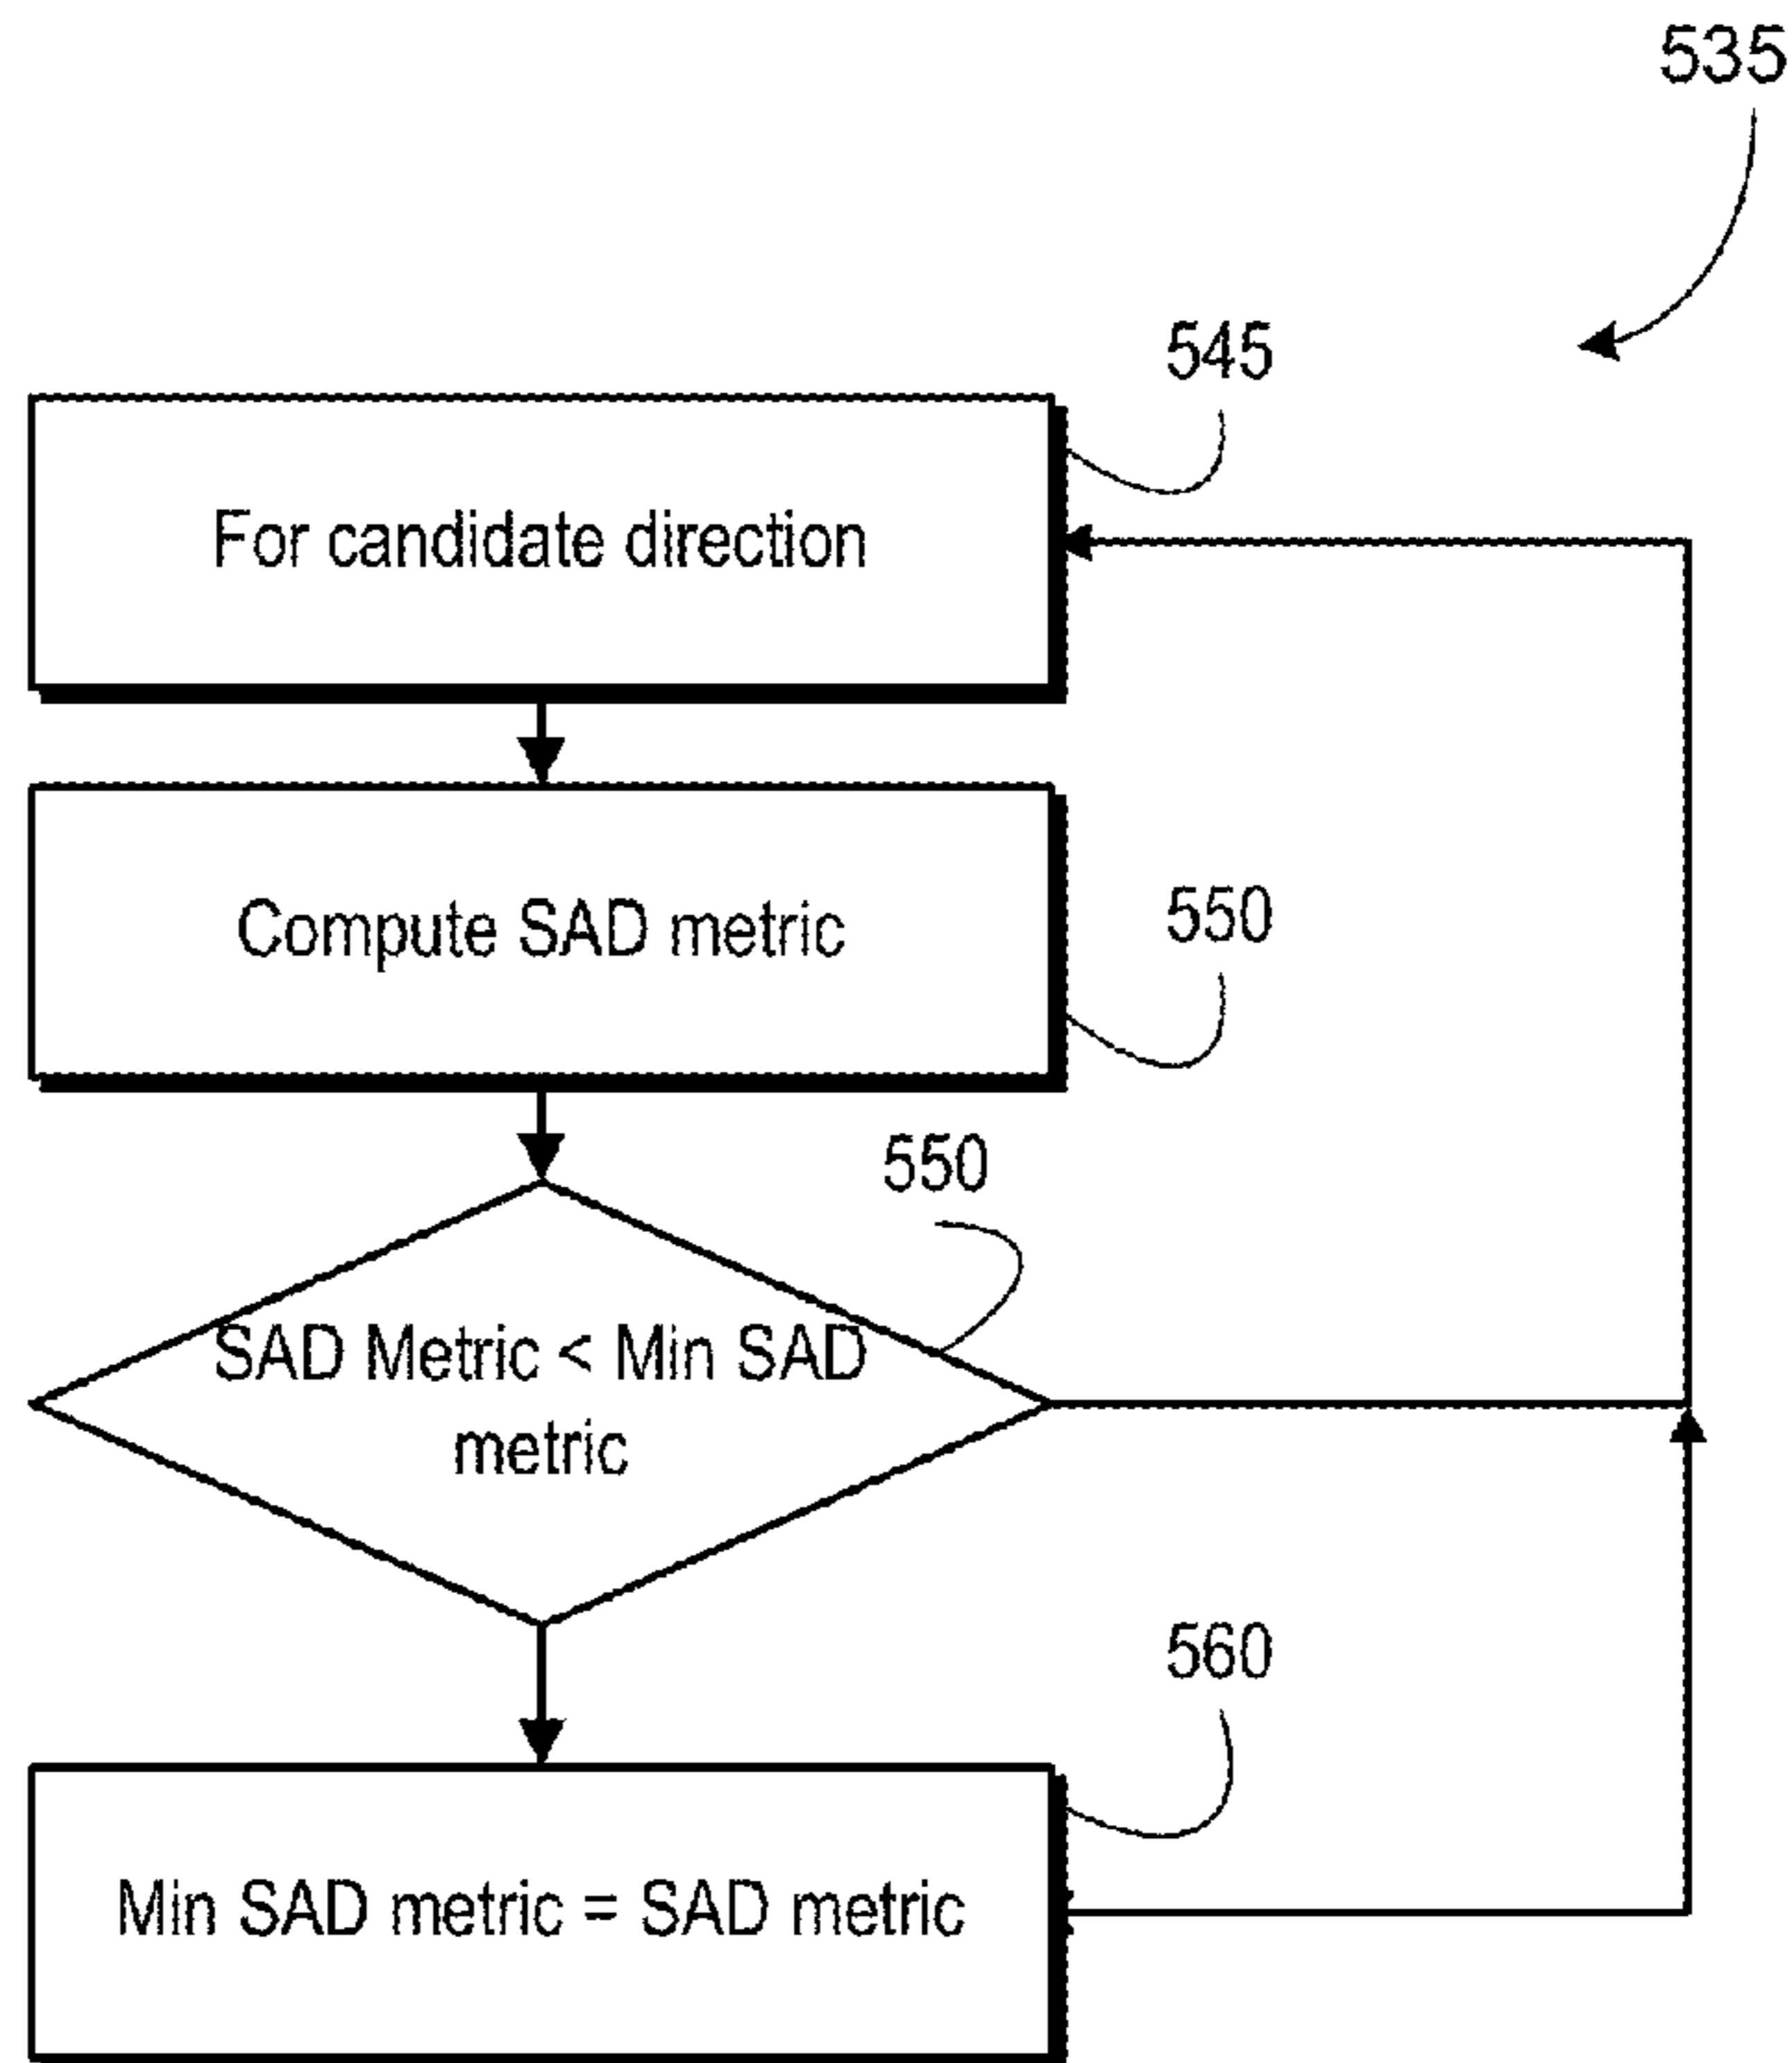 535
545
For candidate direction
Compute SAD metric
550
550
SAD Metric < Min SAD
metric
560
Min SAD metric = SAD metric